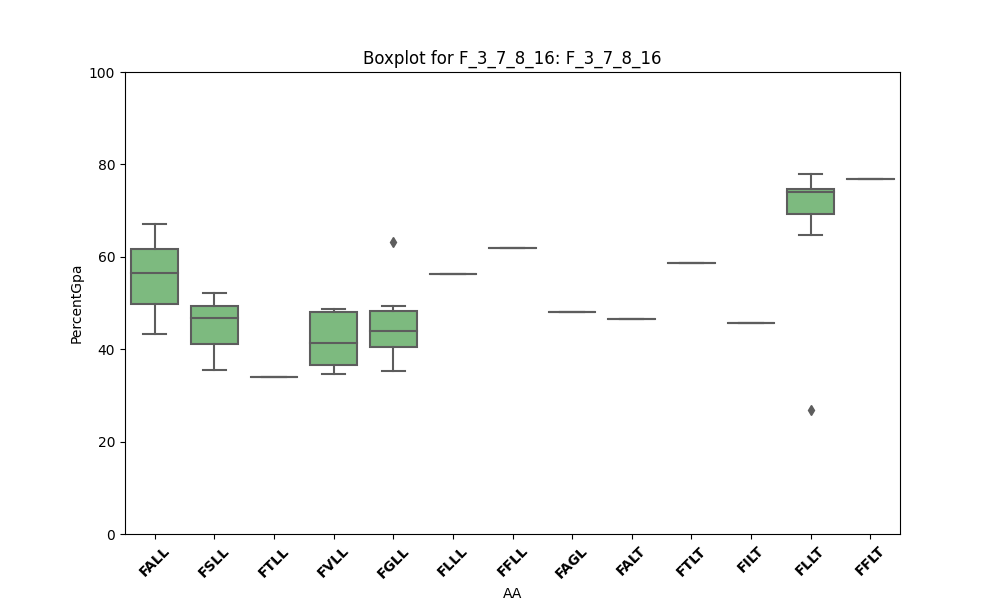 Boxplot for F_3_7_8_16: F_3_7_8_16
100
80
60
40
20
0
PercentGpa
FALL
FSLL
FTLL
FVLL
FGLL
FLLL
FFLL
FAGL
FALT
FTLT
FILT
FLLT
FFLT
AA